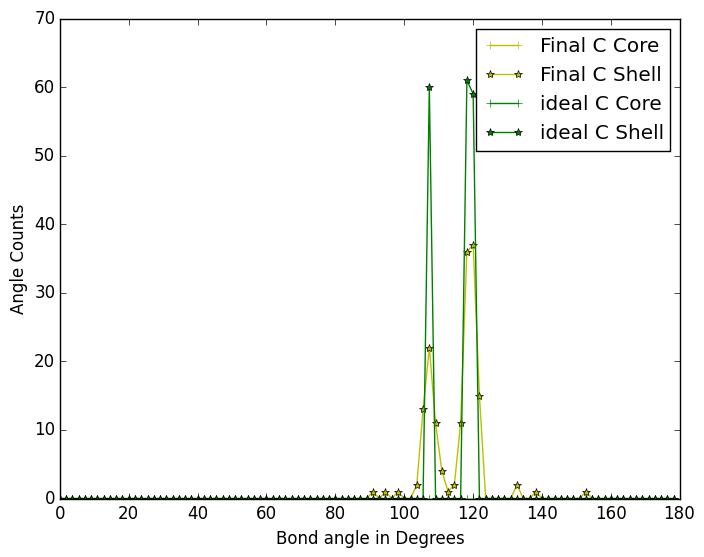 70
60
50
40
30
20
10
0
Angle Counts
Final C Core
Final C Shell
ideal C Core
ideal C Shell
0 20 40 60 80 100 120 140 160 180
Bond angle in Degrees